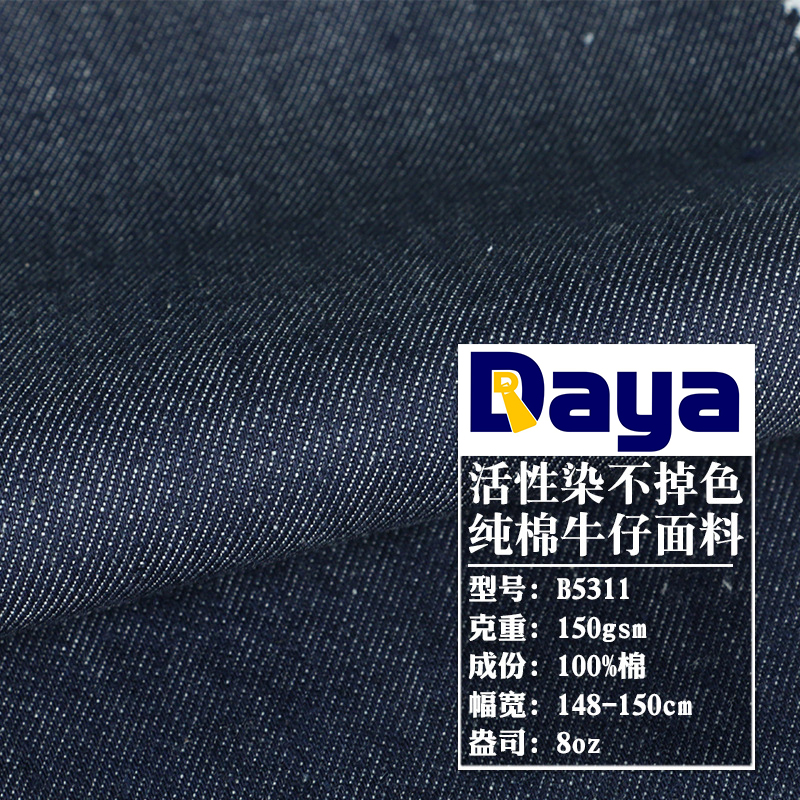 Daya
活性染不掉色
纯棉牛仔面料
型号: B5311
克重: 150gsm
成份: 100%棉
幅宽: 148-150cm
盎司: 8oz